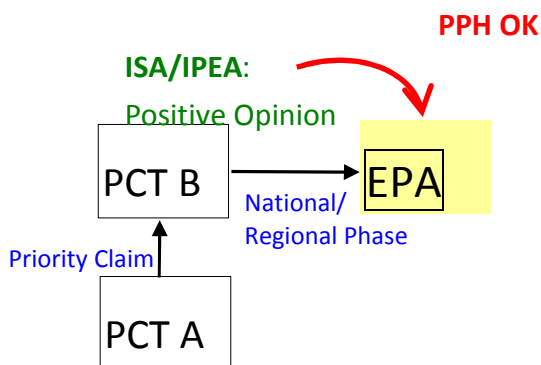 PPH OK
ISA/IPEA:
Positive Opinion
PCT B
EPA
National/
Regional Phase
Priority Claim
PCT A